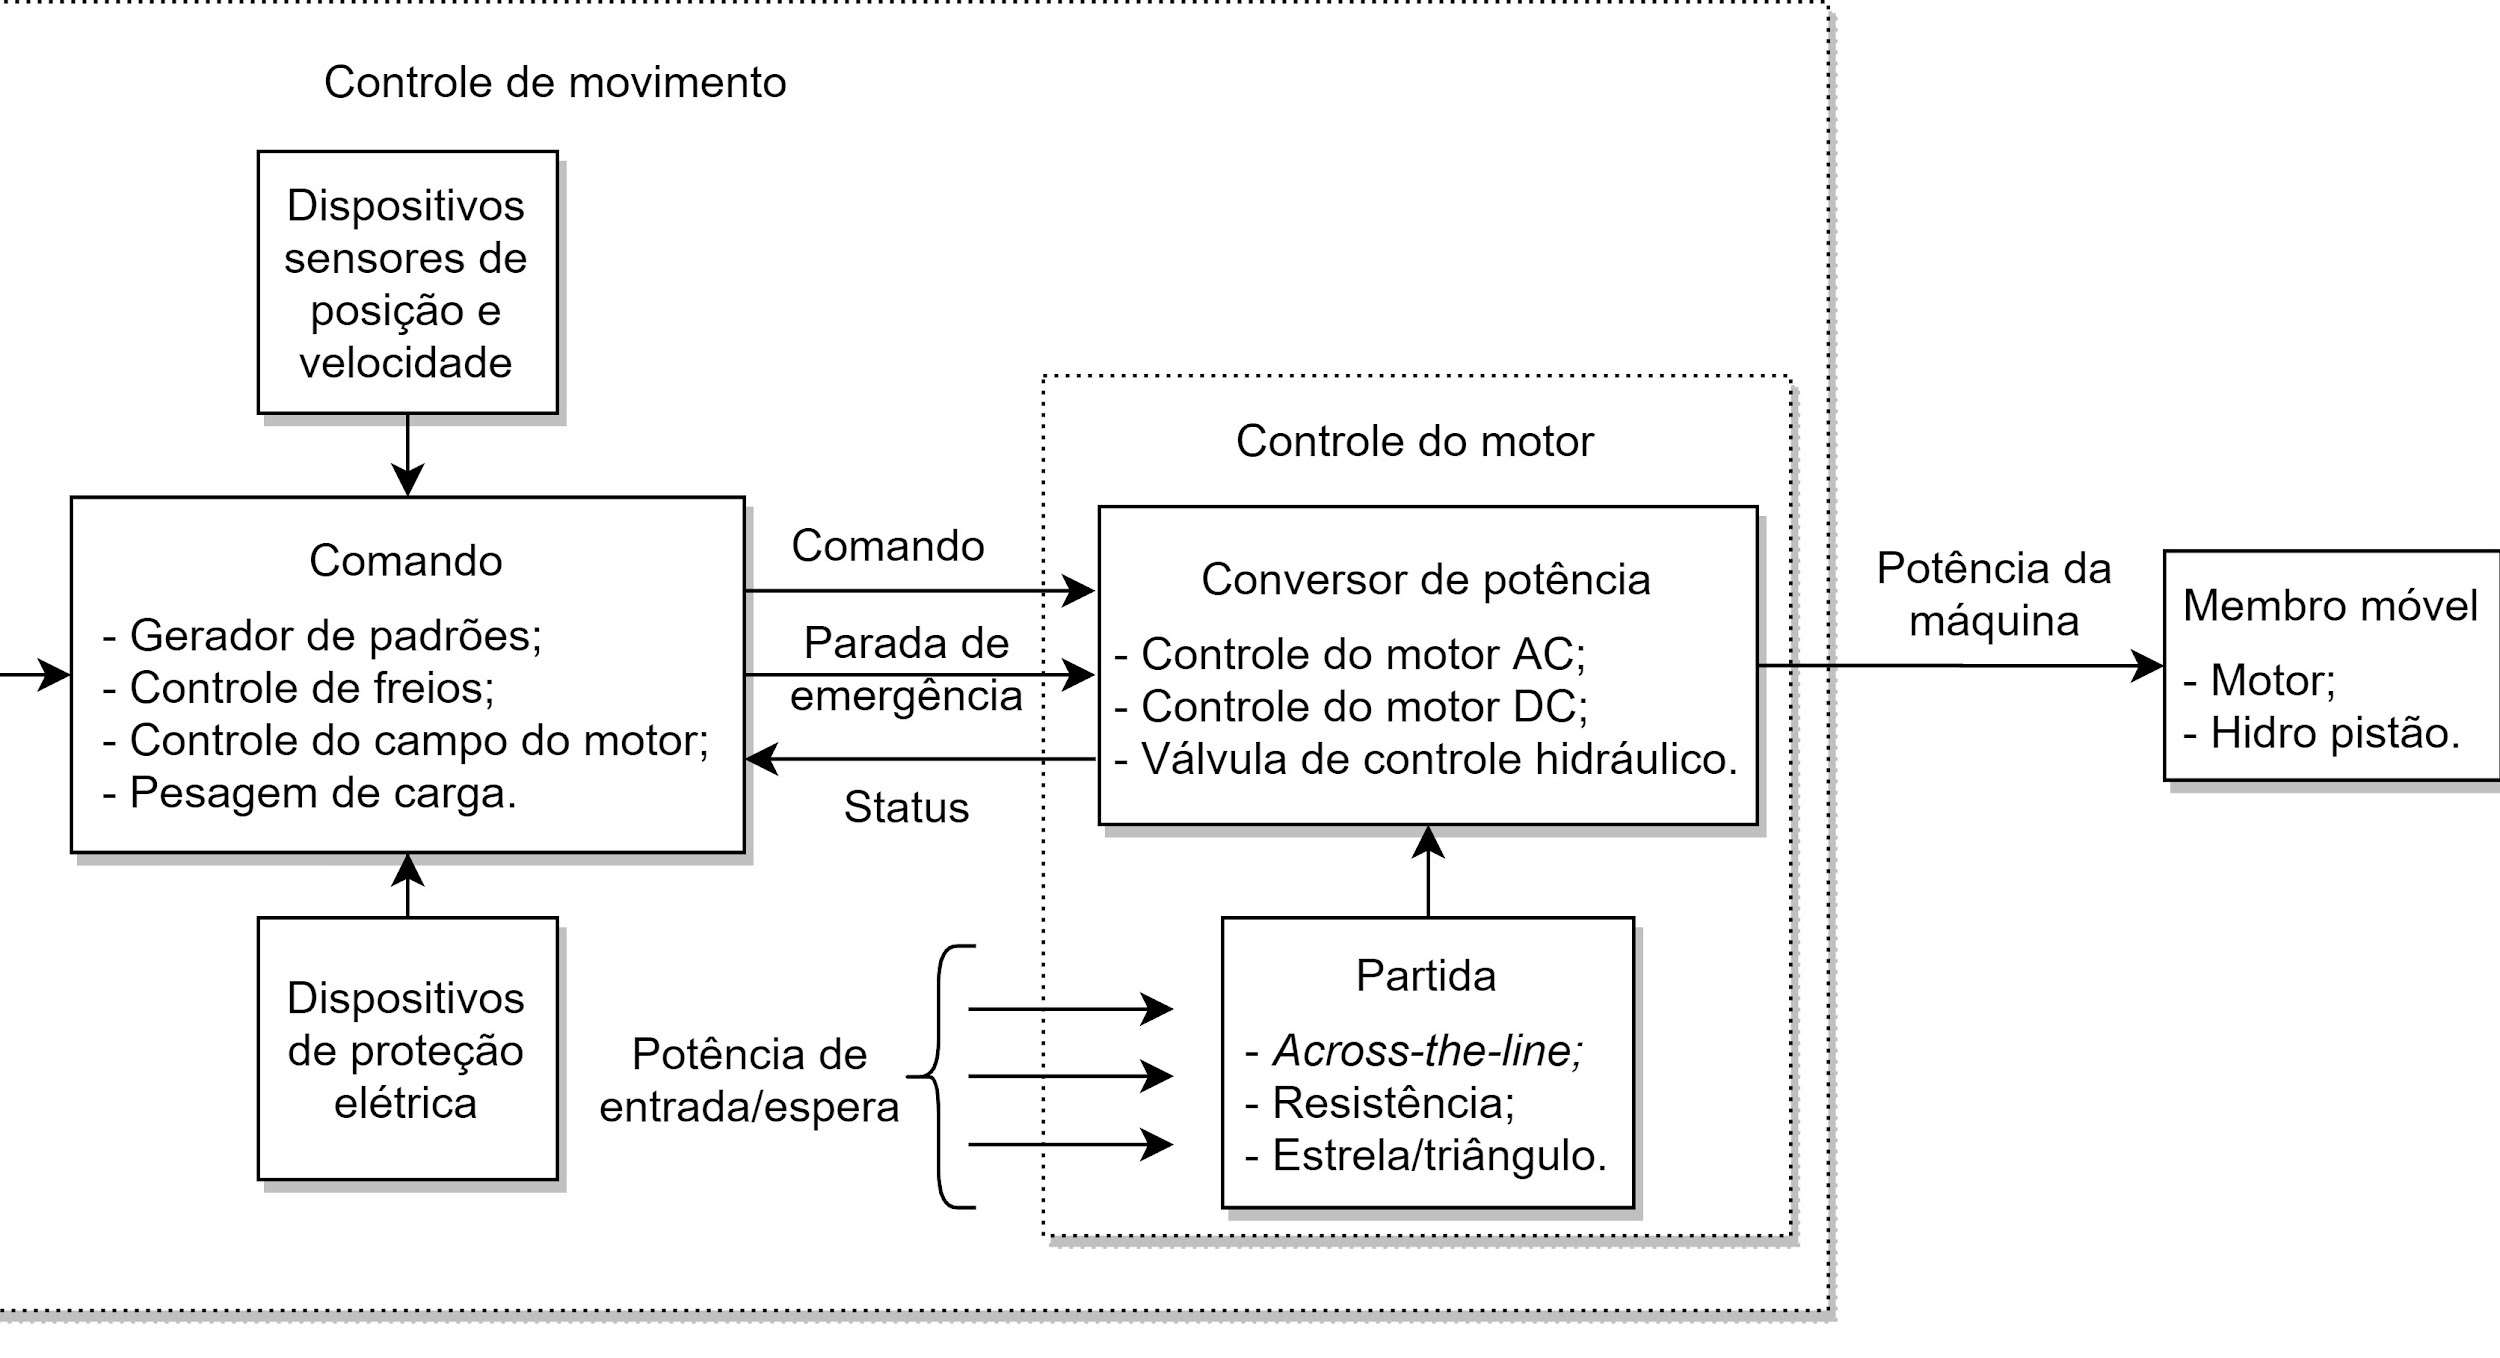 Controle de movimento
Dispositivos
sensores de
posição e
velocidade
Comando
- Gerador de padrões;
- Controle de freios;
- Controle do campo do motor;
- Pesagem de carga.
Dispositivos
de proteção
elétrica
Comando
Parada de
emergência
Status
Potência de
entrada/espera
Controle do motor
Conversor de potência
- Controle do motor AC;
- Controle do motor DC;
- Válvula de controle hidráulico.
Partida
- Across-the-line;
- Resistência;
- Estrela/triângulo.
Potência da
máquina
Membro móvel
- Motor;
- Hidro pistão.